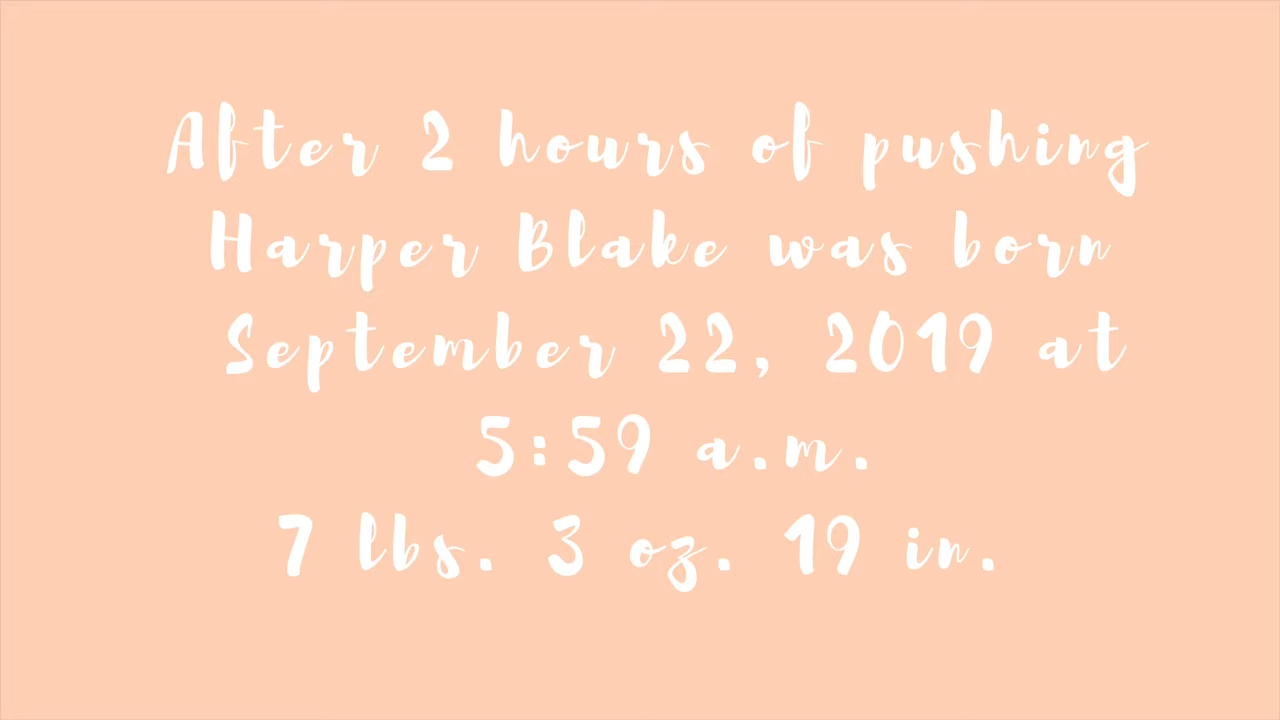 After 2 hours of pushing
Harper Blake was born
September 22, 2019 at
5:59 a.m.
7 lbs. 3 oz. 19 in.